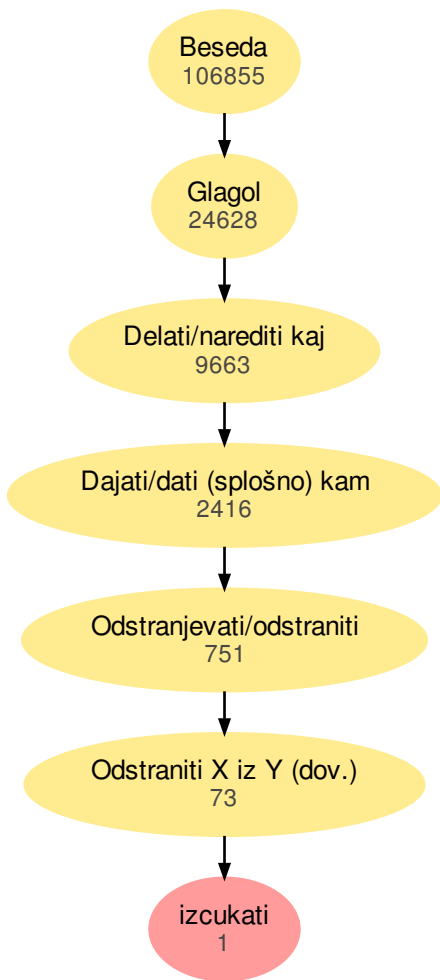 Beseda
106855
Glagol
24628
Delati/narediti kaj
9663
Dajati/dati (splošno) kam
2416
Odstranjevati/odstraniti
751
Odstraniti X iz Y (dov.)
73
izcukati
1